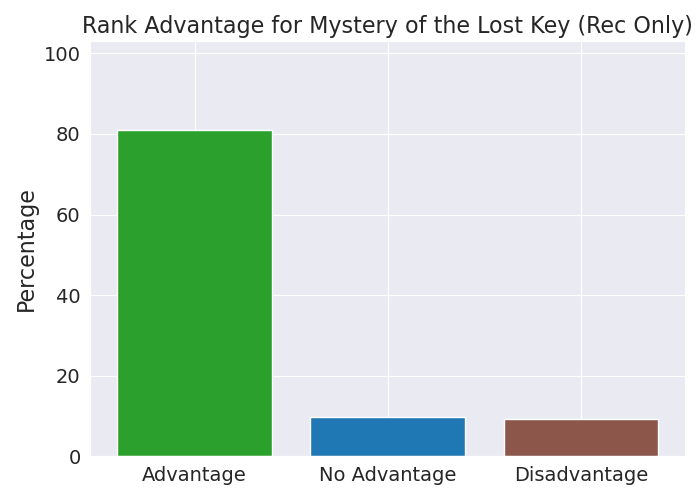 Rank Advantage for Mystery of the Lost Key (Rec Only)
100
80
60
40
20
0
Percentage
Advantage No Advantage Disadvantage